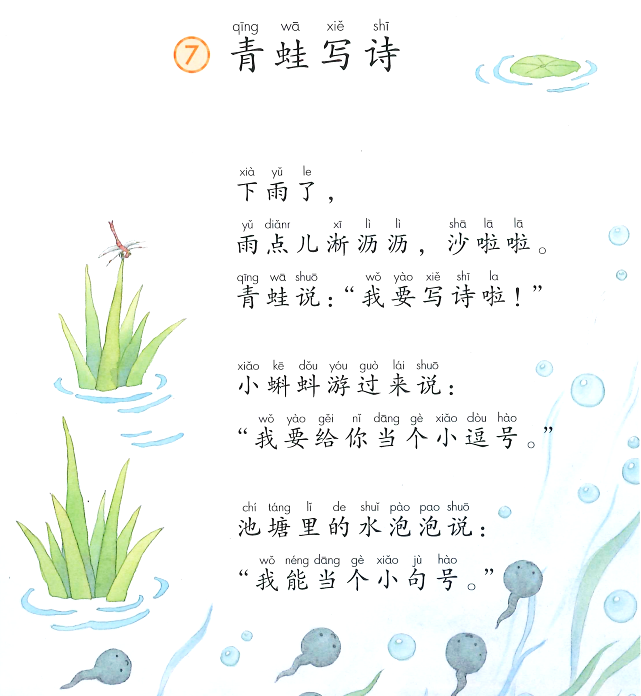 qīng wā xiě shī
7 青蛙写诗
xià yǔ le
下雨了，
yǔ diǎnr xī lì lì shā lā lā
雨点儿淅沥沥，沙啦啦。
qīng wā shuō wǒ yào xiě shī la
青蛙说：“我要写诗啦！”
xiǎo kē dǒu yóu guò lái shuō
小蝌蚪游过来说：
wǒ yào gěi nǐ dāng gè xiǎo dòu hào
“我要给你当个小逗号。”
chí táng lǐ de shuǐ pào pao shuō
池塘里的水泡泡说：
wǒ néng dāng gè xiǎo jù hào
“我能当个小句号。”